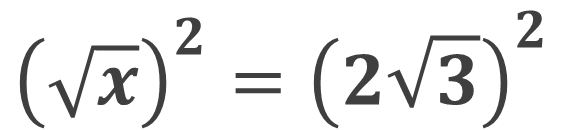 (√x)² = (2√3)²